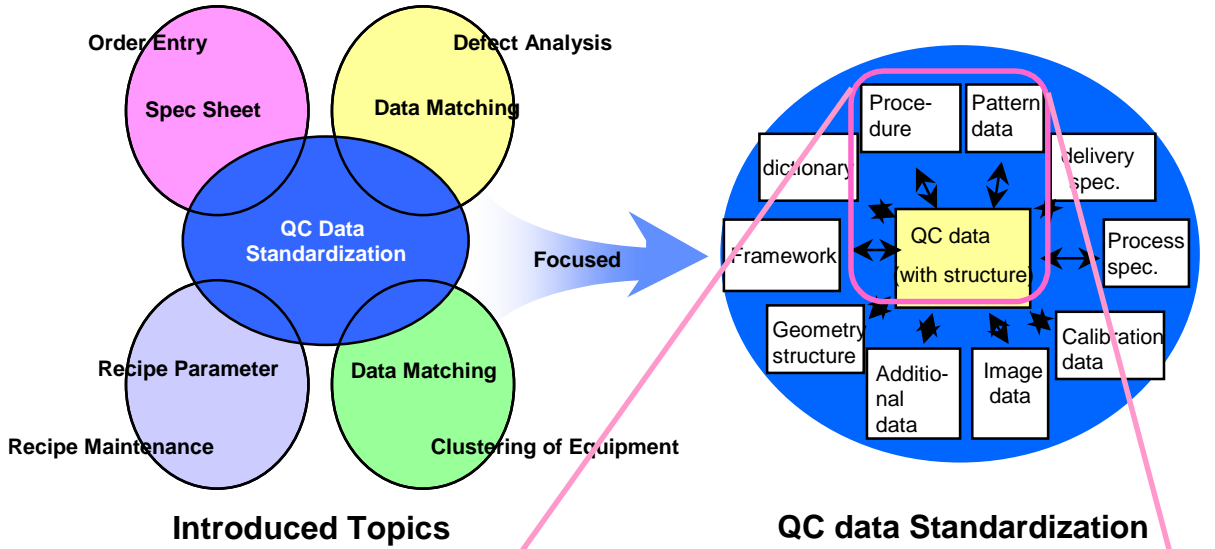 Order Entry
Defect Analysis
Spec Sheet
Data Matching
QC Data
Standardization
Focused
Recipe Parameter
Data Matching
Recipe Maintenance
Clustering of Equipment
Introduced Topics
Proce-
dure
Pattern
data
dictionary
delivery
spec.
Framework
QC data
(with structure)
Process
spec.
Geometry
structure
Additio-
nal
data
Image
data
Calibration
data
QC data Standardization